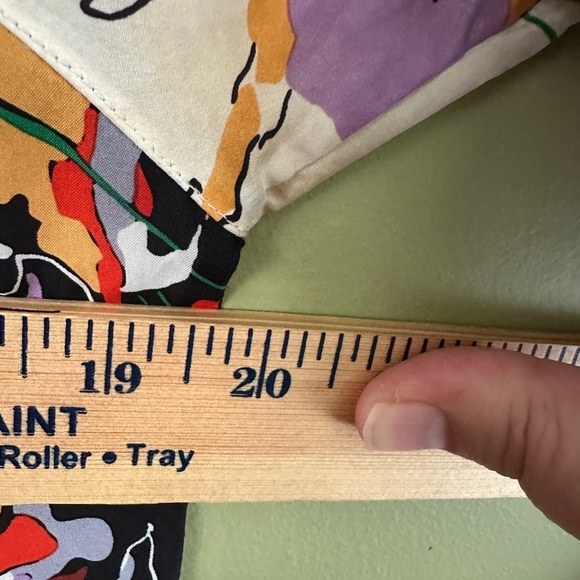 19 20
AINT
Roller • Tray